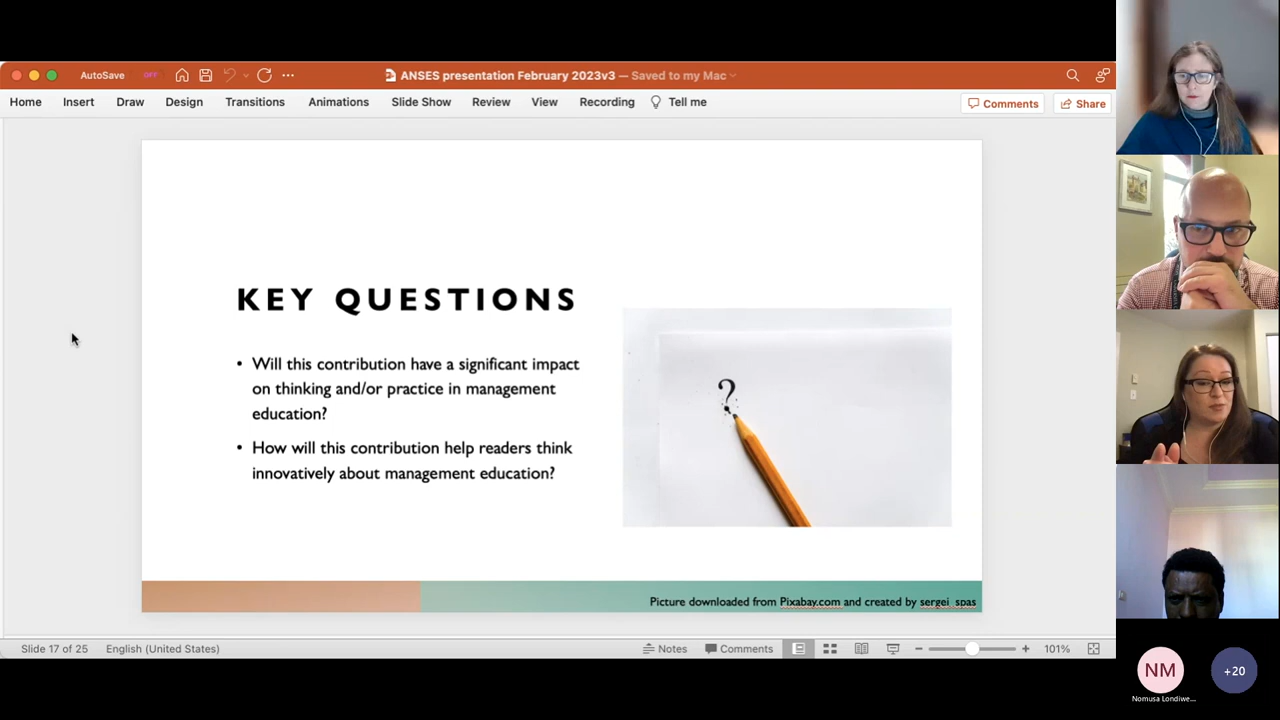 AutoSave OFF ANSES presentation February 2023v3 — Saved to my Mac
Home Insert Draw Design Transitions Animations Slide Show Review View Recording Tell me Comments Share
KEY QUESTIONS
• Will this contribution have a significant impact
on thinking and/or practice in management
education?
• How will this contribution help readers think
innovatively about management education?
?
Picture downloaded from Pixabay.com and created by sergei_spas
Slide 17 of 25 English (United States) Notes Comments 101%
NM +20
Nomusa Londiwe...